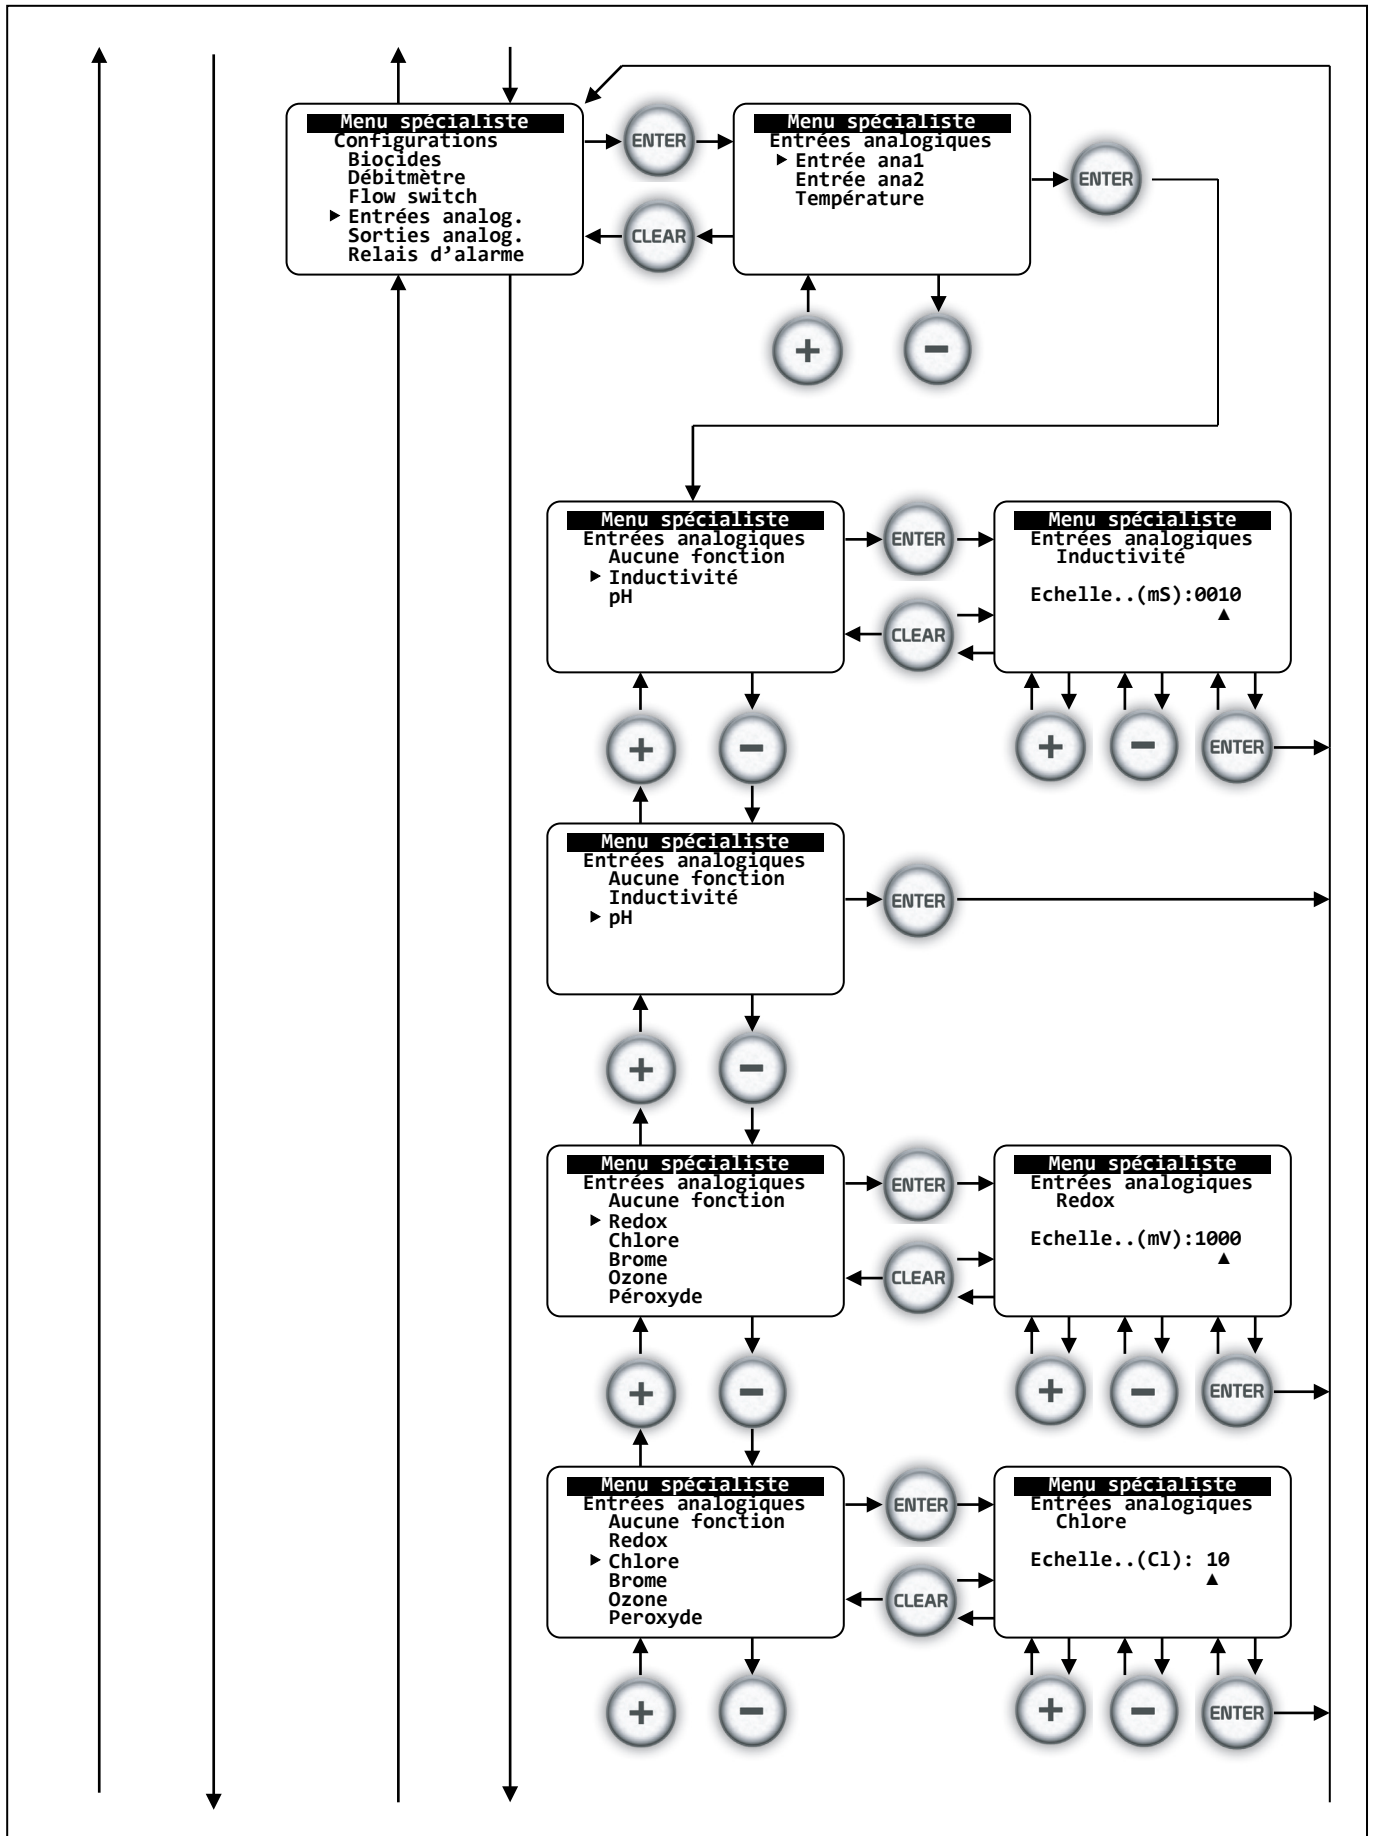 Menu spécialiste
Configurations
Biocides
Débitmètre
Flow switch
Entrées analog.
Sorties analog.
Relais d’alarme
ENTER
CLEAR
Menu spécialiste
Entrées analogiques
Entrée ana1
Entrée ana2
Température
ENTER
+
−
Menu spécialiste
Entrées analogiques
Aucune fonction
Inductivité
pH
ENTER
CLEAR
Menu spécialiste
Entrées analogiques
Inductivité
Echelle..(mS):0010
+
−
+
−
ENTER
Menu spécialiste
Entrées analogiques
Aucune fonction
Inductivité
pH
ENTER
+
−
Menu spécialiste
Entrées analogiques
Aucune fonction
Redox
Chlore
Brome
Ozone
Péroxyde
ENTER
CLEAR
Menu spécialiste
Entrées analogiques
Redox
Echelle..(mV):1000
+
−
+
−
ENTER
Menu spécialiste
Entrées analogiques
Aucune fonction
Redox
Chlore
Brome
Ozone
Peroxyde
ENTER
CLEAR
Menu spécialiste
Entrées analogiques
Chlore
Echelle..(Cl): 10
+
−
+
−
ENTER